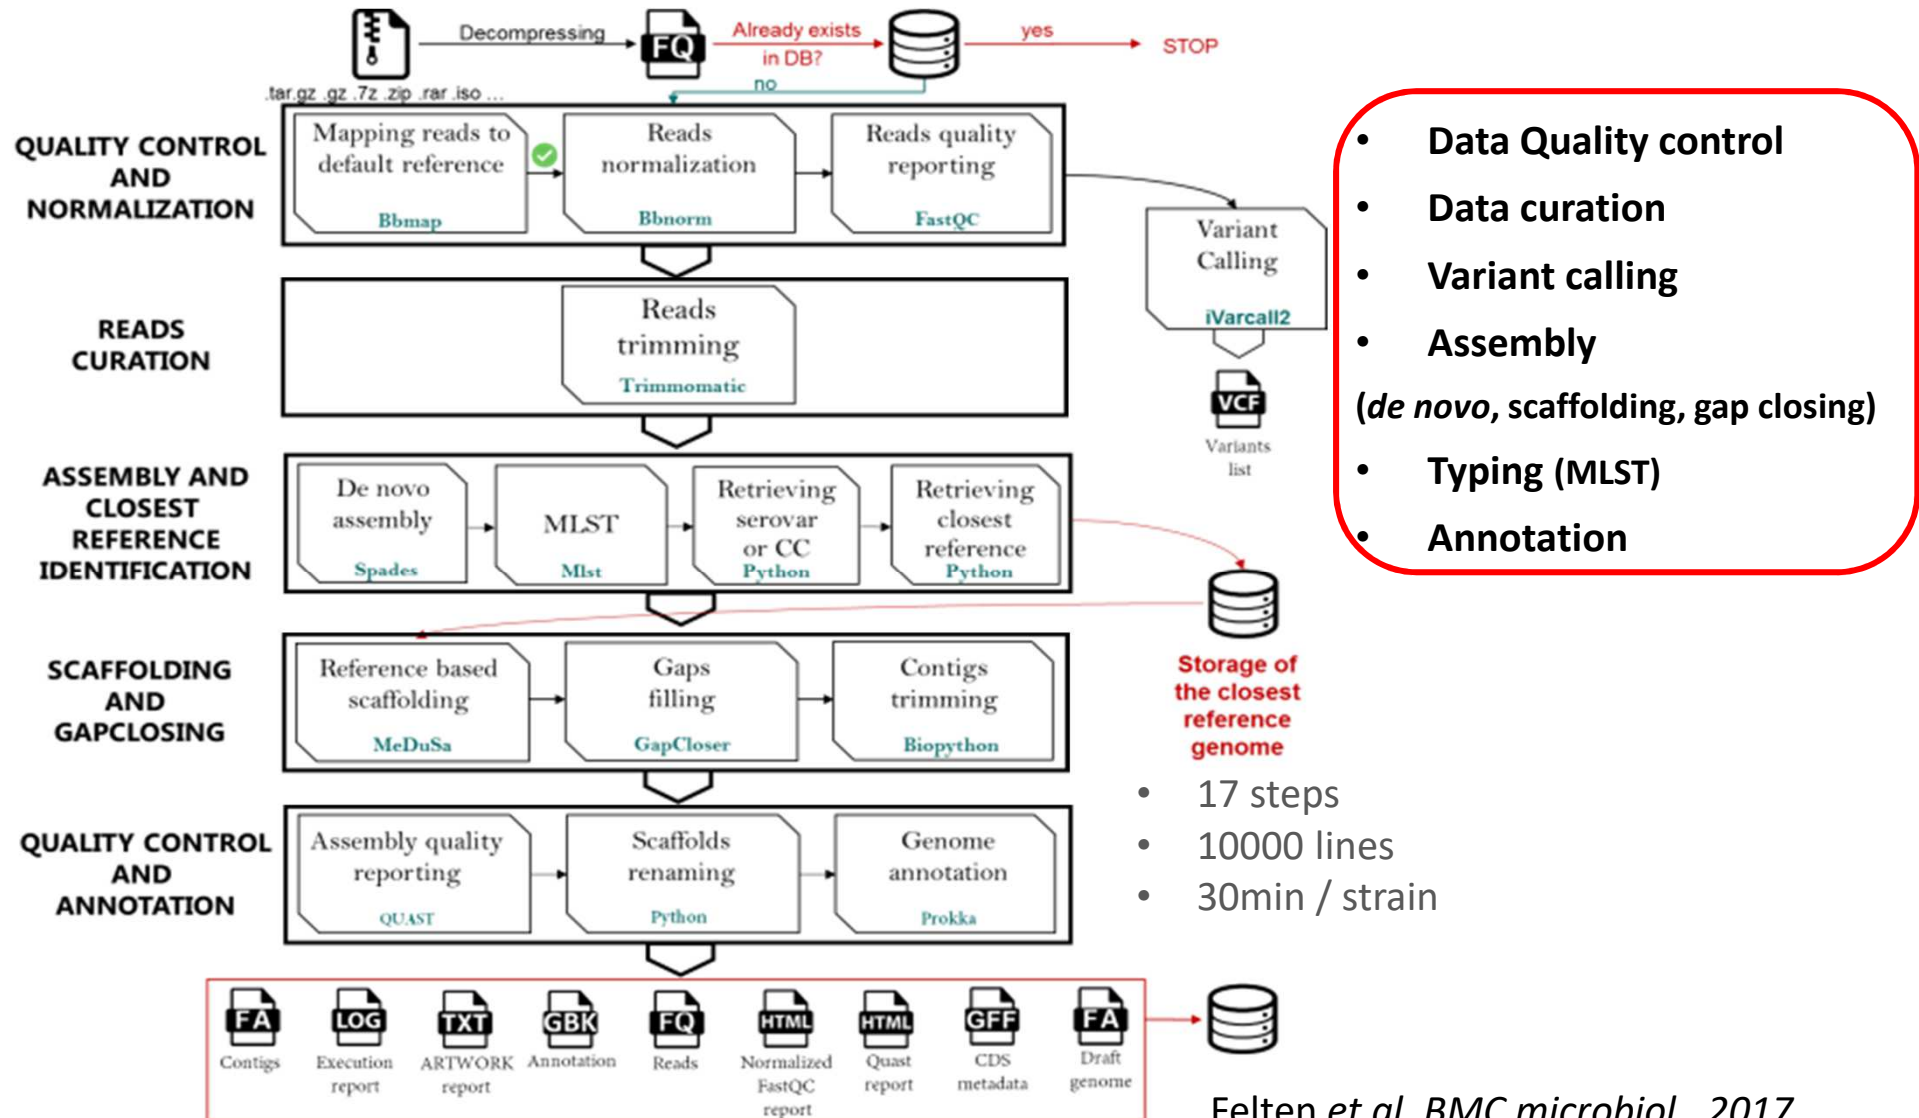 Decompressing
FQ
Already exists
in DB?
yes
STOP
no
.tar.gz .gz .7z .zip .rar .iso ...
QUALITY CONTROL
AND
NORMALIZATION
Mapping reads to
default reference
Bbmap
Reads
normalization
Bbnorm
Reads quality
reporting
FastQC
Variant
Calling
iVarcall2
VCF
Variants
list
READS
CURATION
Reads
trimming
Trimmomatic
ASSEMBLY AND
CLOSEST
REFERENCE
IDENTIFICATION
De novo
assembly
Spades
MLST
Mlst
Retrieving
serovar
or CC
Python
Retrieving
closest
reference
Python
Storage of
the closest
reference
genome
SCAFFOLDING
AND
GAPCLOSING
Reference based
scaffolding
MeDuSa
Gaps
filling
GapCloser
Contigs
trimming
Biopython
QUALITY CONTROL
AND
ANNOTATION
Assembly quality
reporting
QUAST
Scaffolds
renaming
Python
Genome
annotation
Prokka
FA
Contigs
LOG
Execution
report
TXT
ARTWORK
report
GBK
Annotation
FQ
Reads
HTML
Normalized
FastQC
report
HTML
Quast
report
GFF
CDS
metadata
FA
Draft
genome
• Data Quality control
• Data curation
• Variant calling
• Assembly
(de novo, scaffolding, gap closing)
• Typing (MLST)
• Annotation
• 17 steps
• 10000 lines
• 30min / strain
Felten et al. BMC microbiol., 2017